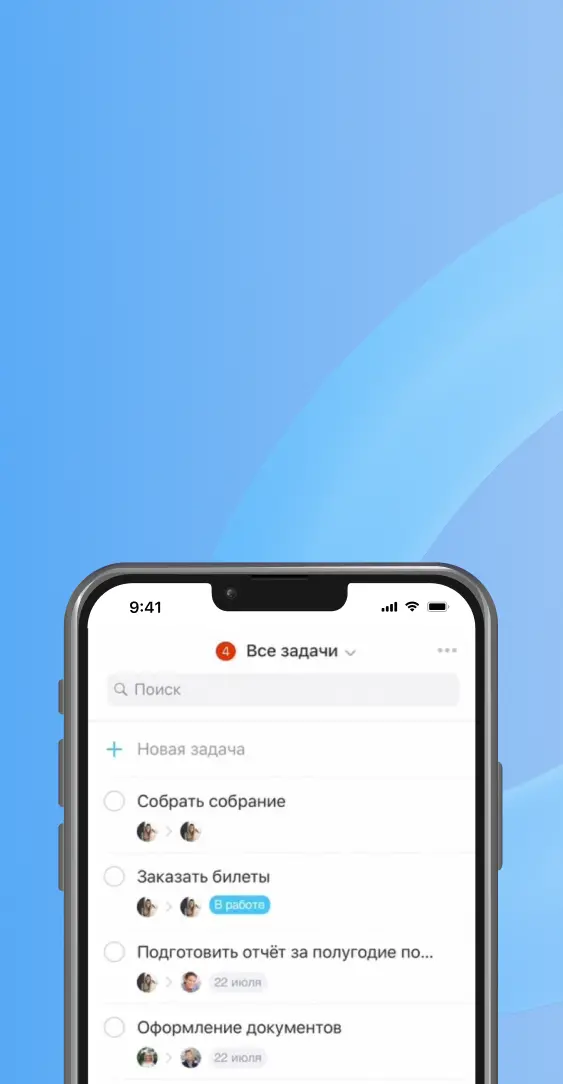 9:41
4 Все задачи
Поиск
Новая задача
Собрать собрание
Заказать билеты
В работе
Подготовить отчёт за полугодие по...
22 июля
Оформление документов
22 июля